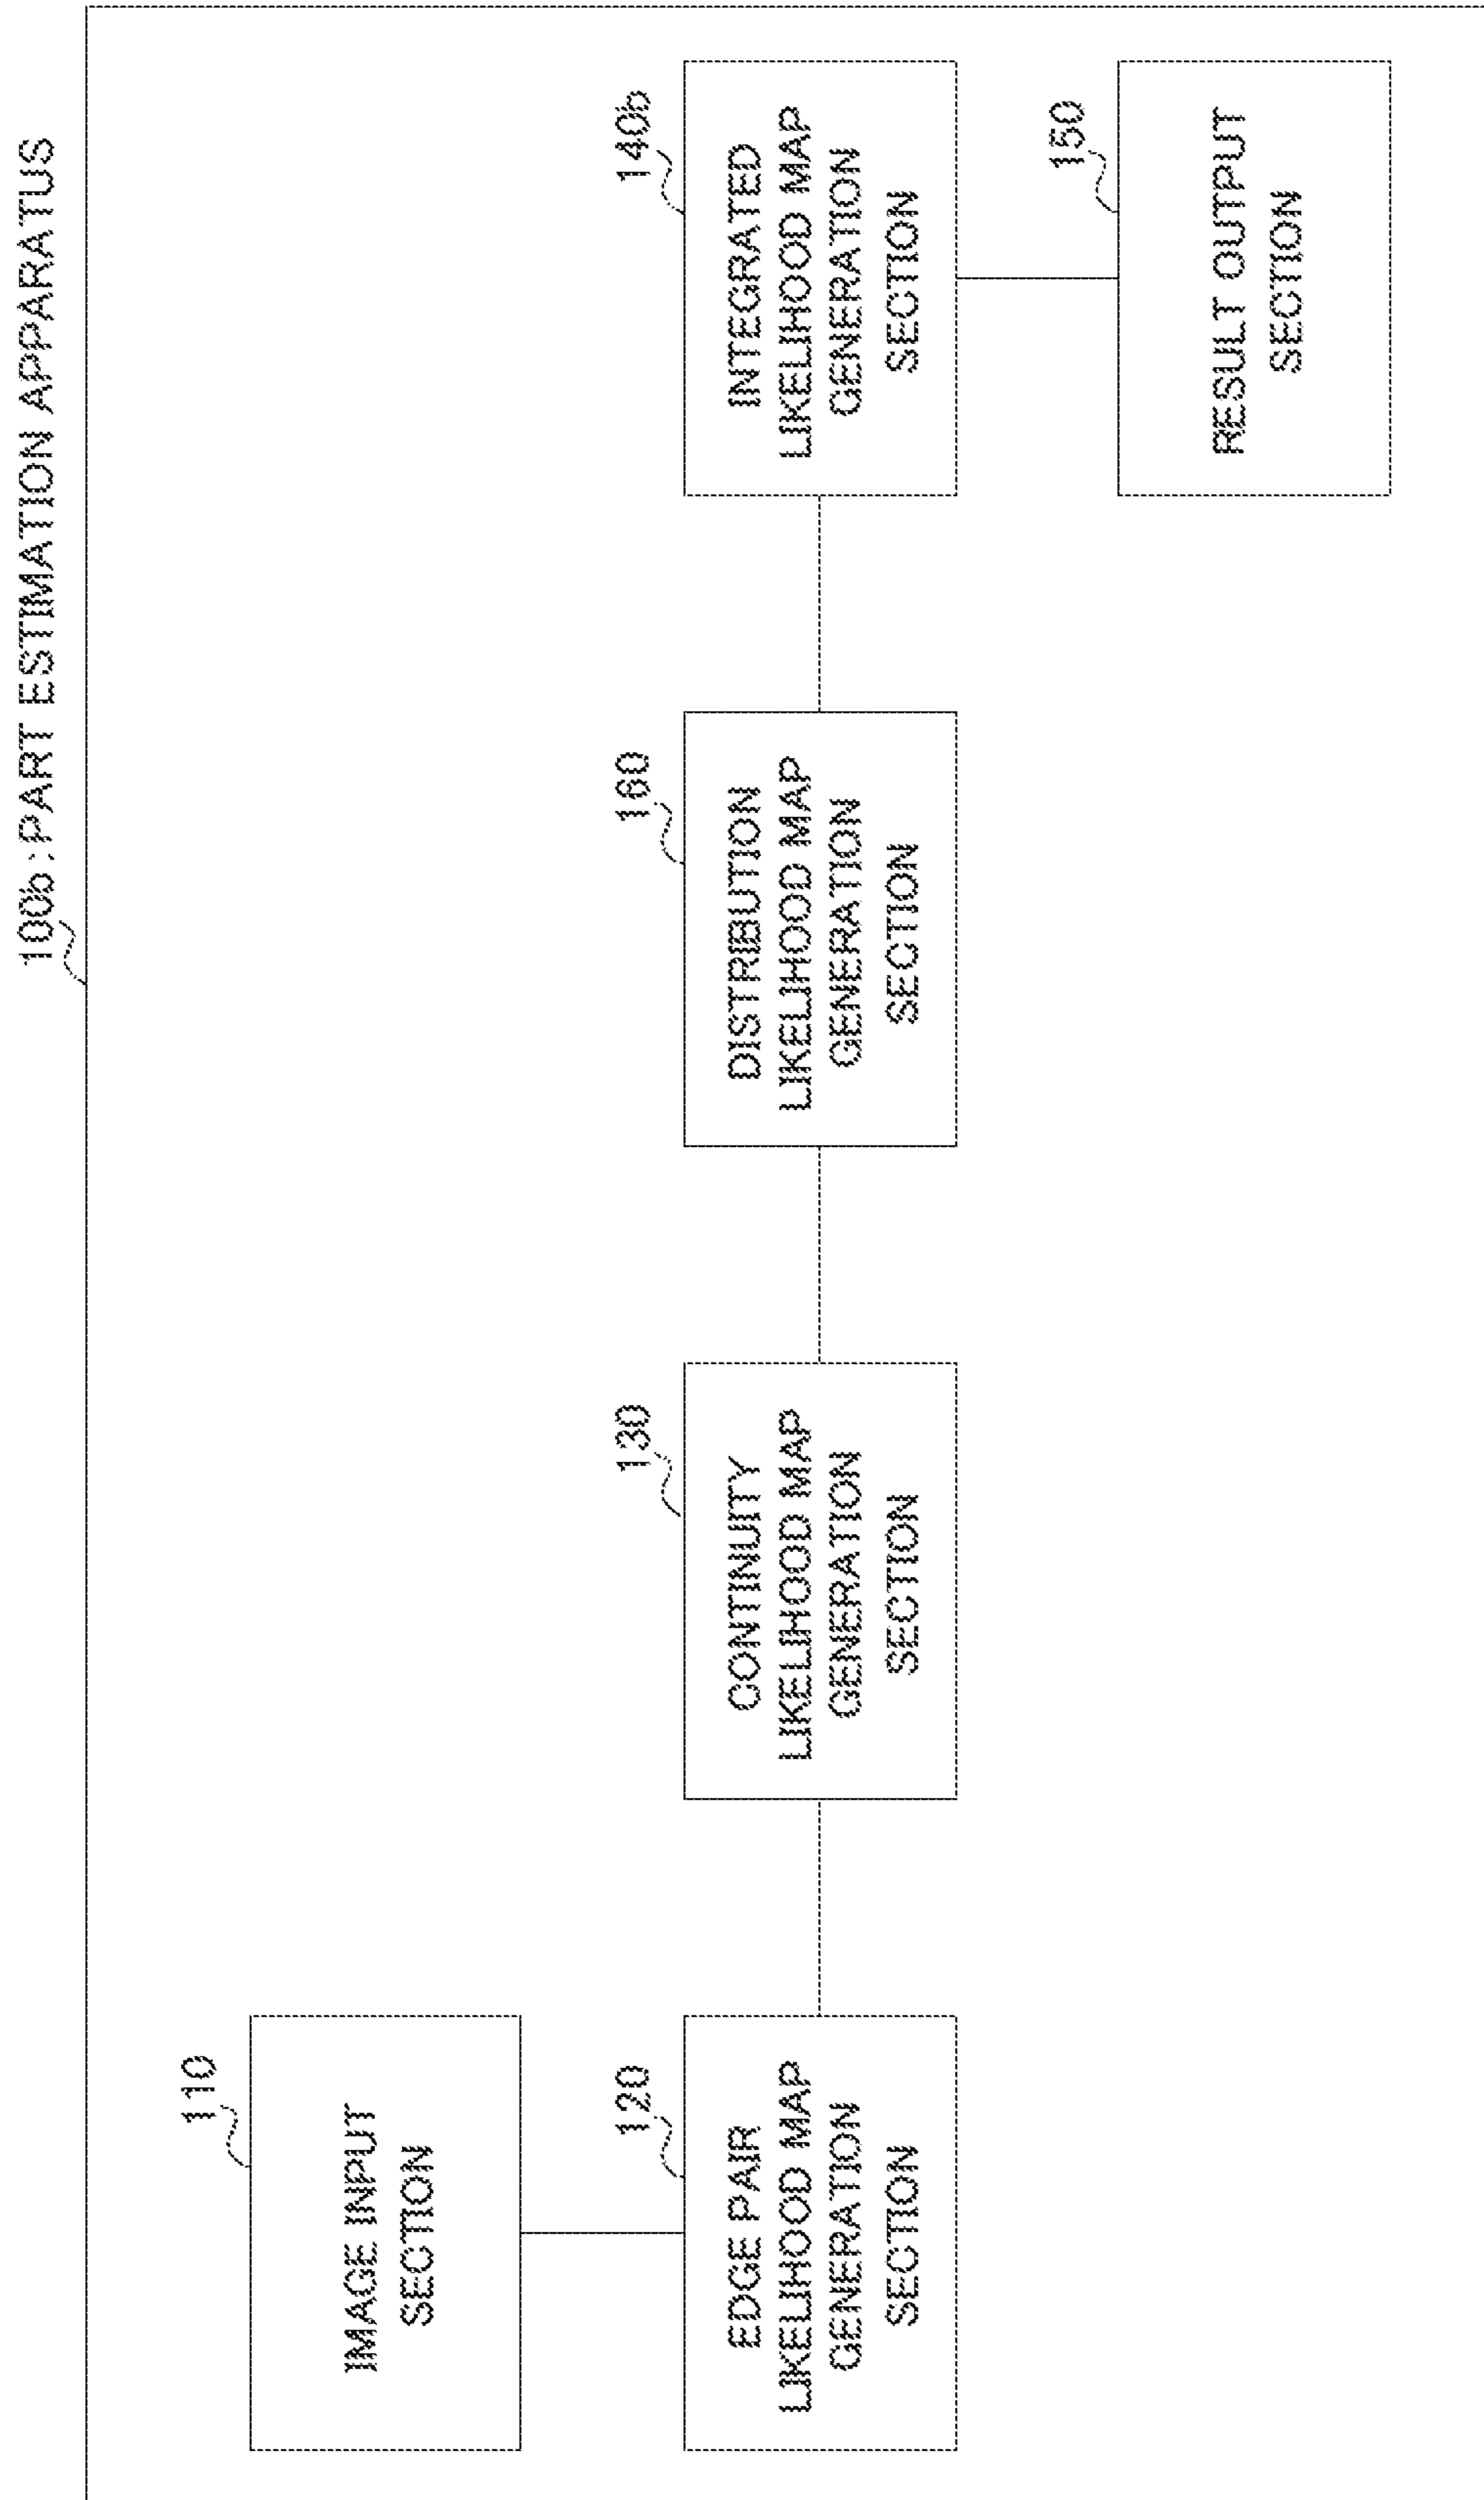 100b:PART ESTIMATION APPARATUS
110
IMAGE INPUT
SECTION
120
EDGE PAIR
LIKELIHOOD MAP
GENERATION
SECTION
130
CONTINUITY
LIKELIHOOD MAP
GENERATION
SECTION
160
DISTRIBUTION
LIKELIHOOD MAP
GENERATION
SECTION
140b
INTEGRATED
LIKELIHOOD MAP
GENERATION
SECTION
150
RESULT OUTPUT
SECTION